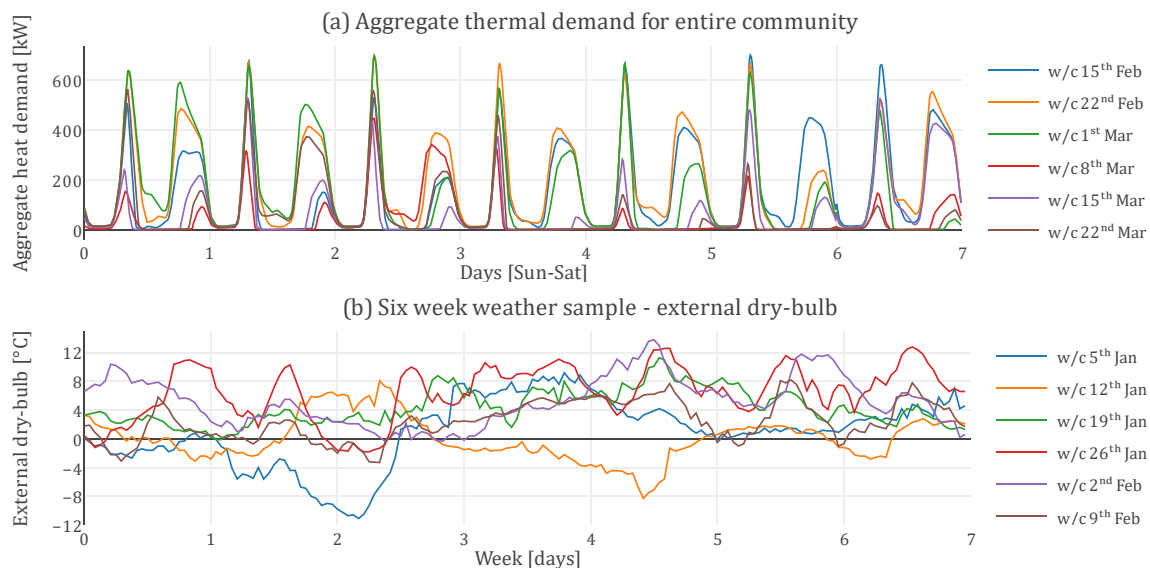 (a) Aggregate thermal demand for entire community
Aggregate heat demand [kW]
600
400
200
0
0 1 2 3 4 5 6 7
Days [Sun-Sat]
w/c 15th Feb
w/c 22nd Feb
w/c 1st Mar
w/c 8th Mar
w/c 15th Mar
w/c 22nd Mar
(b) Six week weather sample - external dry-bulb
External dry-bulb [°C]
12
8
4
0
−4
−8
−12
0 1 2 3 4 5 6 7
Week [days]
w/c 5th Jan
w/c 12th Jan
w/c 19th Jan
w/c 26th Jan
w/c 2nd Feb
w/c 9th Feb